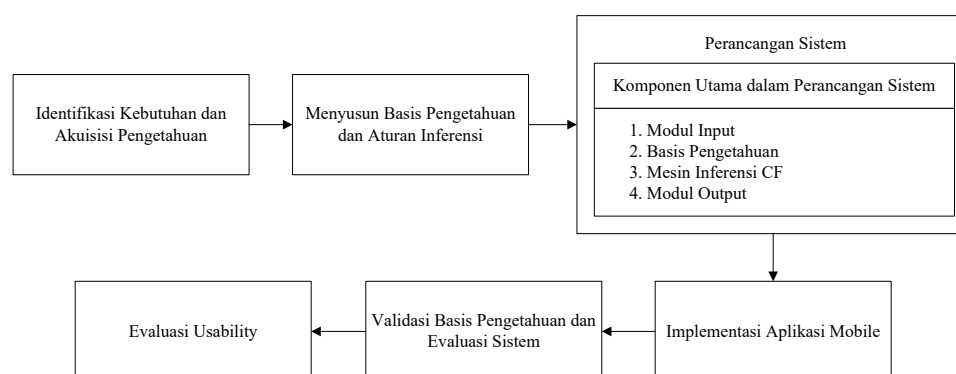 Perancangan Sistem
Identifikasi Kebutuhan dan
Akuisisi Pengetahuan
Menyusun Basis Pengetahuan
dan Aturan Inferensi
Komponen Utama dalam Perancangan Sistem
1. Modul Input
2. Basis Pengetahuan
3. Mesin Inferensi CF
4. Modul Output
Evaluasi Usability
Validasi Basis Pengetahuan dan
Evaluasi Sistem
Implementasi Aplikasi Mobile